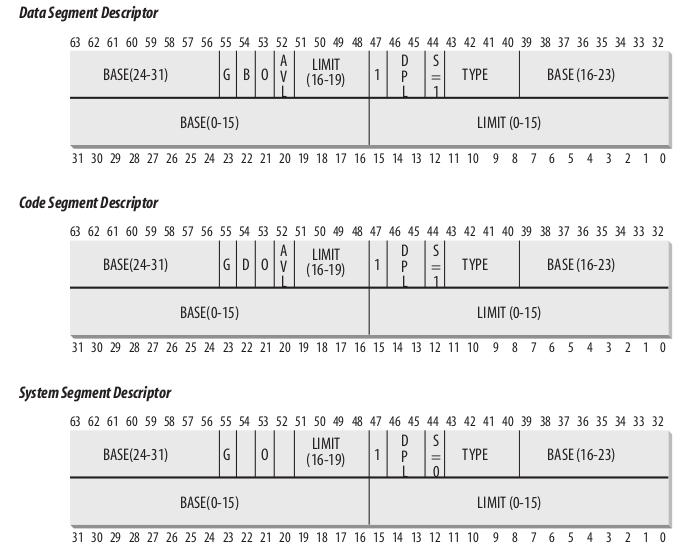 Data Segment Descriptor
63 62 61 60 59 58 57 56 55 54 53 52 51 50 49 48 47 46 45 44 43 42 41 40 39 38 37 36 35 34 33 32
BASE(24-31) G B O AVL LIMIT (16-19) 1 DPL S=1 TYPE BASE (16-23)
BASE(0-15) LIMIT (0-15)
31 30 29 28 27 26 25 24 23 22 21 20 19 18 17 16 15 14 13 12 11 10 9 8 7 6 5 4 3 2 1 0
Code Segment Descriptor
63 62 61 60 59 58 57 56 55 54 53 52 51 50 49 48 47 46 45 44 43 42 41 40 39 38 37 36 35 34 33 32
BASE(24-31) G D O AVL LIMIT (16-19) 1 DPL S=1 TYPE BASE (16-23)
BASE(0-15) LIMIT (0-15)
31 30 29 28 27 26 25 24 23 22 21 20 19 18 17 16 15 14 13 12 11 10 9 8 7 6 5 4 3 2 1 0
System Segment Descriptor
63 62 61 60 59 58 57 56 55 54 53 52 51 50 49 48 47 46 45 44 43 42 41 40 39 38 37 36 35 34 33 32
BASE(24-31) G O LIMIT (16-19) 1 DPL S=0 TYPE BASE (16-23)
BASE(0-15) LIMIT (0-15)
31 30 29 28 27 26 25 24 23 22 21 20 19 18 17 16 15 14 13 12 11 10 9 8 7 6 5 4 3 2 1 0